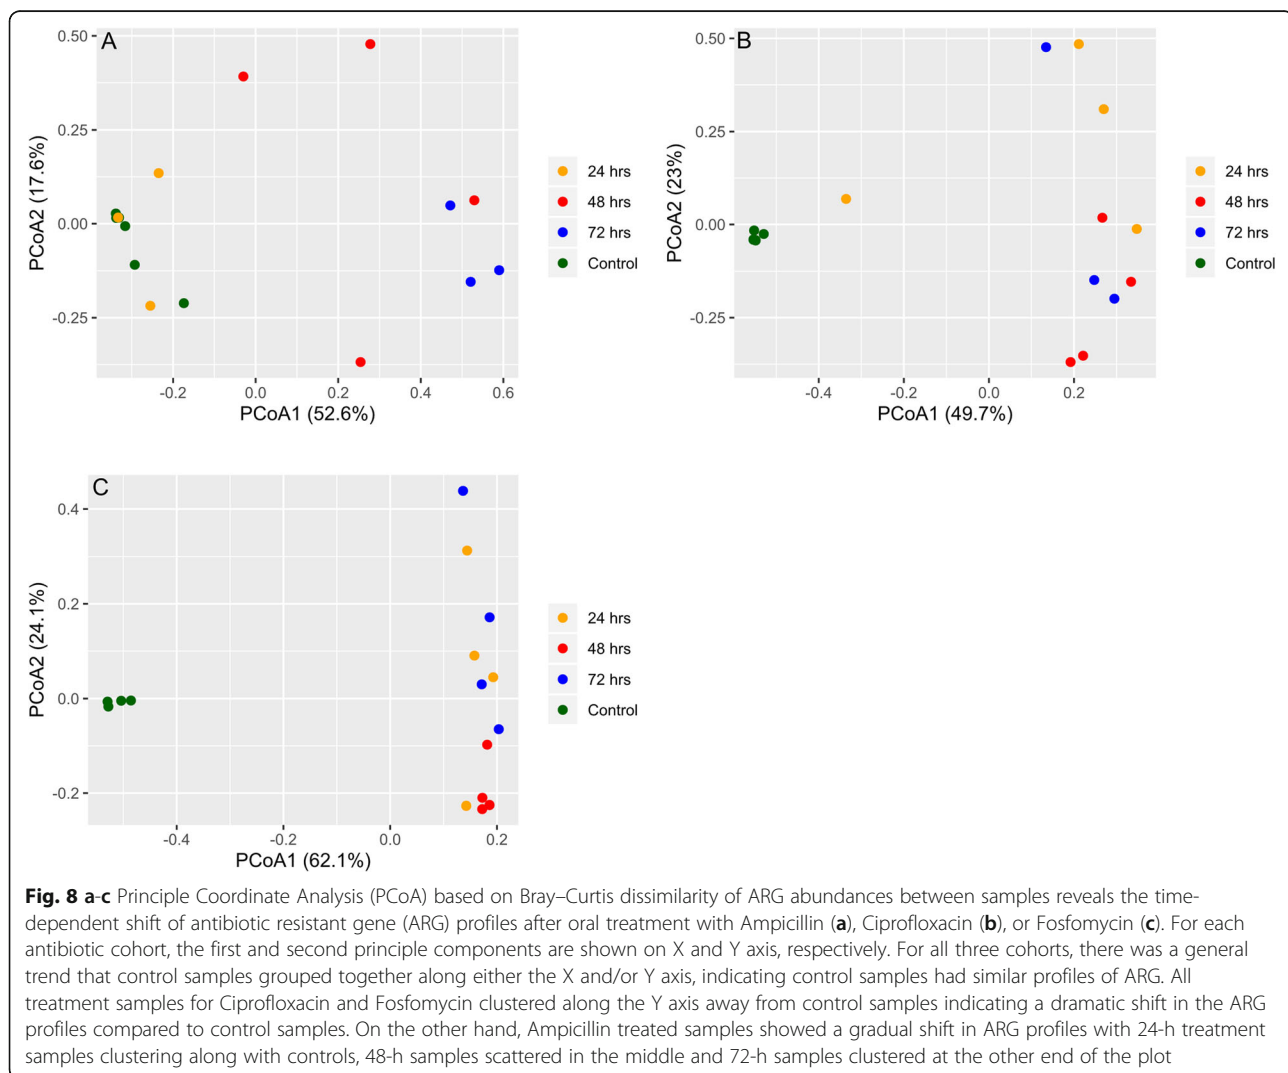 A
0.50
0.25
0.00
-0.25
PCoA2 (17.6%)
-0.2
0.0
0.2
0.4
0.6
PCoA1 (52.6%)
24 hrs
48 hrs
72 hrs
Control
B
0.50
0.25
0.00
-0.25
PCoA2 (23%)
-0.4
-0.2
0.0
0.2
PCoA1 (49.7%)
24 hrs
48 hrs
72 hrs
Control
C
0.4
0.2
0.0
-0.2
PCoA2 (24.1%)
-0.4
-0.2
0.0
0.2
PCoA1 (62.1%)
24 hrs
48 hrs
72 hrs
Control
Fig. 8 a-c Principle Coordinate Analysis (PCoA) based on Bray–Curtis dissimilarity of ARG abundances between samples reveals the time-
dependent shift of antibiotic resistant gene (ARG) profiles after oral treatment with Ampicillin (a), Ciprofloxacin (b), or Fosfomycin (c). For each
antibiotic cohort, the first and second principle components are shown on X and Y axis, respectively. For all three cohorts, there was a general
trend that control samples grouped together along either the X and/or Y axis, indicating control samples had similar profiles of ARG. All
treatment samples for Ciprofloxacin and Fosfomycin clustered along the Y axis away from control samples indicating a dramatic shift in the ARG
profiles compared to control samples. On the other hand, Ampicillin treated samples showed a gradual shift in ARG profiles with 24-h treatment
samples clustering along with controls, 48-h samples scattered in the middle and 72-h samples clustered at the other end of the plot